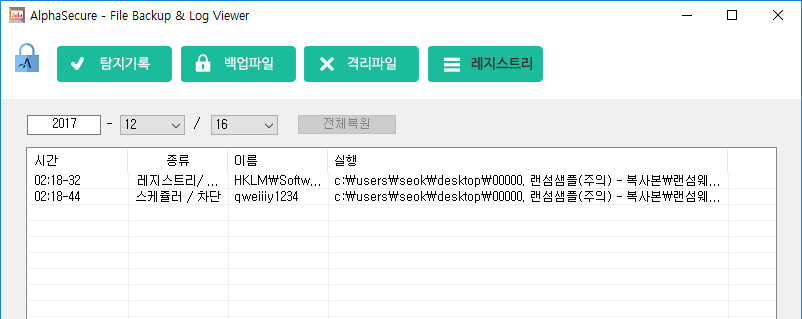 AlphaSecure - File Backup & Log Viewer
탐지기록 백업파일 격리파일 레지스트리
2017 - 12 / 16 전체복원
시간 종류 이름 실행
02:18-32 레지스트리/ ... HKLM₩Softw... c:₩users₩seok₩desktop₩00000, 랜섬샘플(주의) - 복사본₩랜섬웨...
02:18-44 스케쥴러 / 차단 qweiiiy1234 c:₩users₩seok₩desktop₩00000, 랜섬샘플(주의) - 복사본₩랜섬웨...